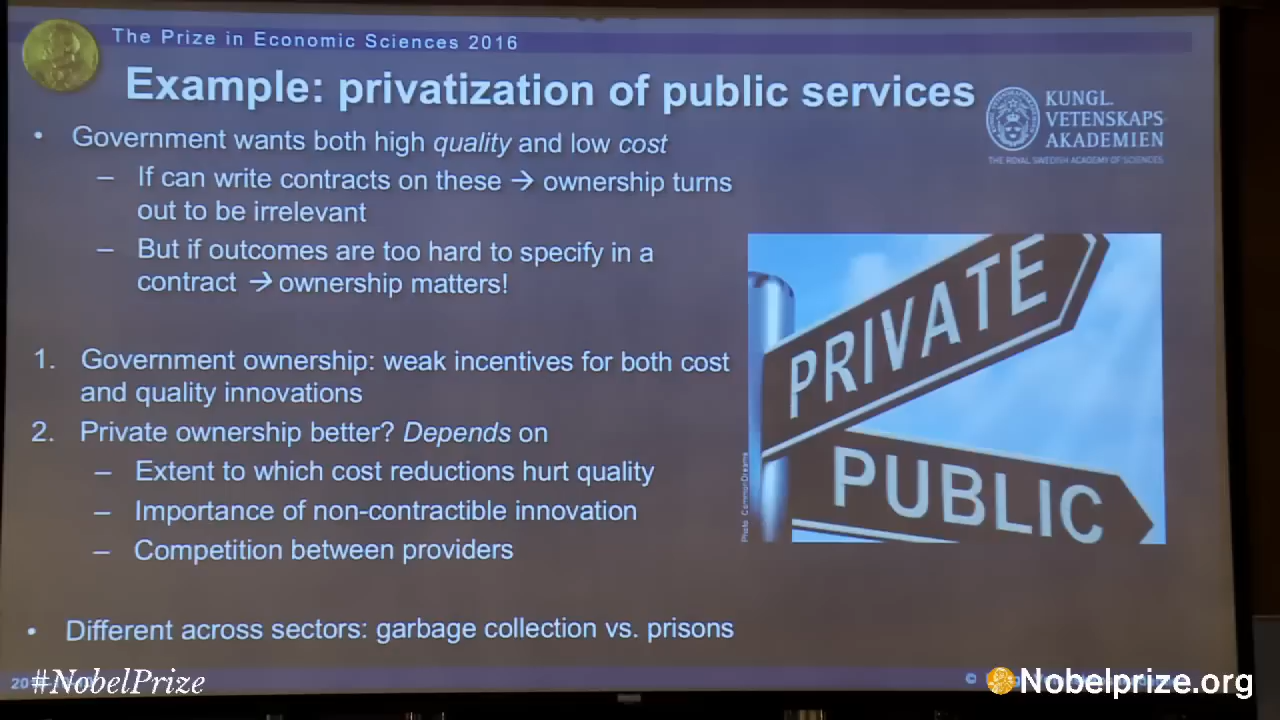 The Prize in Economic Sciences 2016
Example: privatization of public services
KUNGL.
VETENSKAPS
AKADEMIEN
THE ROYAL SWEDISH ACADEMY OF SCIENCES
• Government wants both high quality and low cost
– If can write contracts on these → ownership turns
out to be irrelevant
– But if outcomes are too hard to specify in a
contract → ownership matters!
1. Government ownership: weak incentives for both cost
and quality innovations
2. Private ownership better? Depends on
– Extent to which cost reductions hurt quality
– Importance of non-contractible innovation
– Competition between providers
• Different across sectors: garbage collection vs. prisons
PRIVATE
PUBLIC
Photo: CommonDreams
#NobelPrize
©
Nobelprize.org